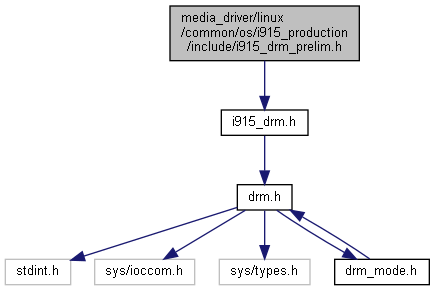 media_driver/linux
/common/os/i915_production
/include/i915_drm_prelim.h
i915_drm.h
drm.h
stdint.h
sys/ioccom.h
sys/types.h
drm_mode.h